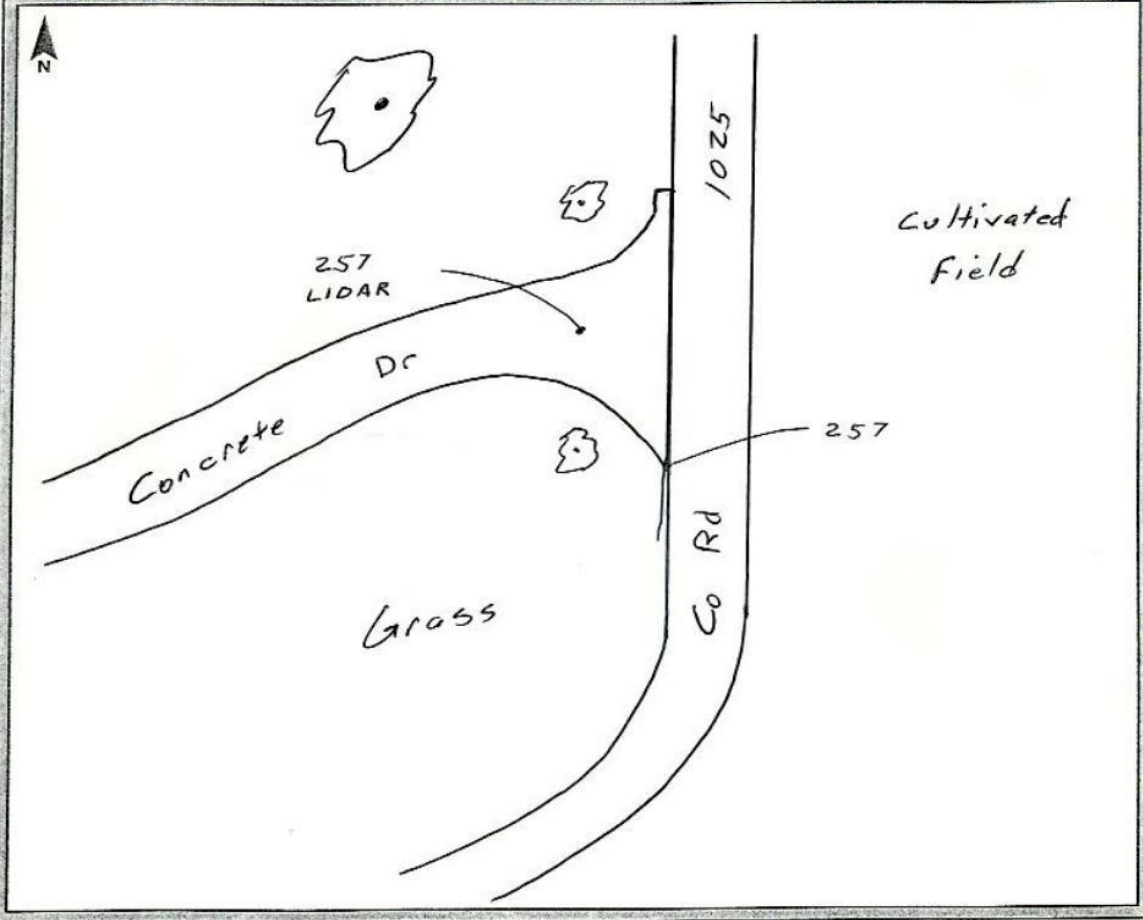 N
1025
Cultivated
Field
257
LIDAR
Concrete Dr
257
Co Rd
Grass